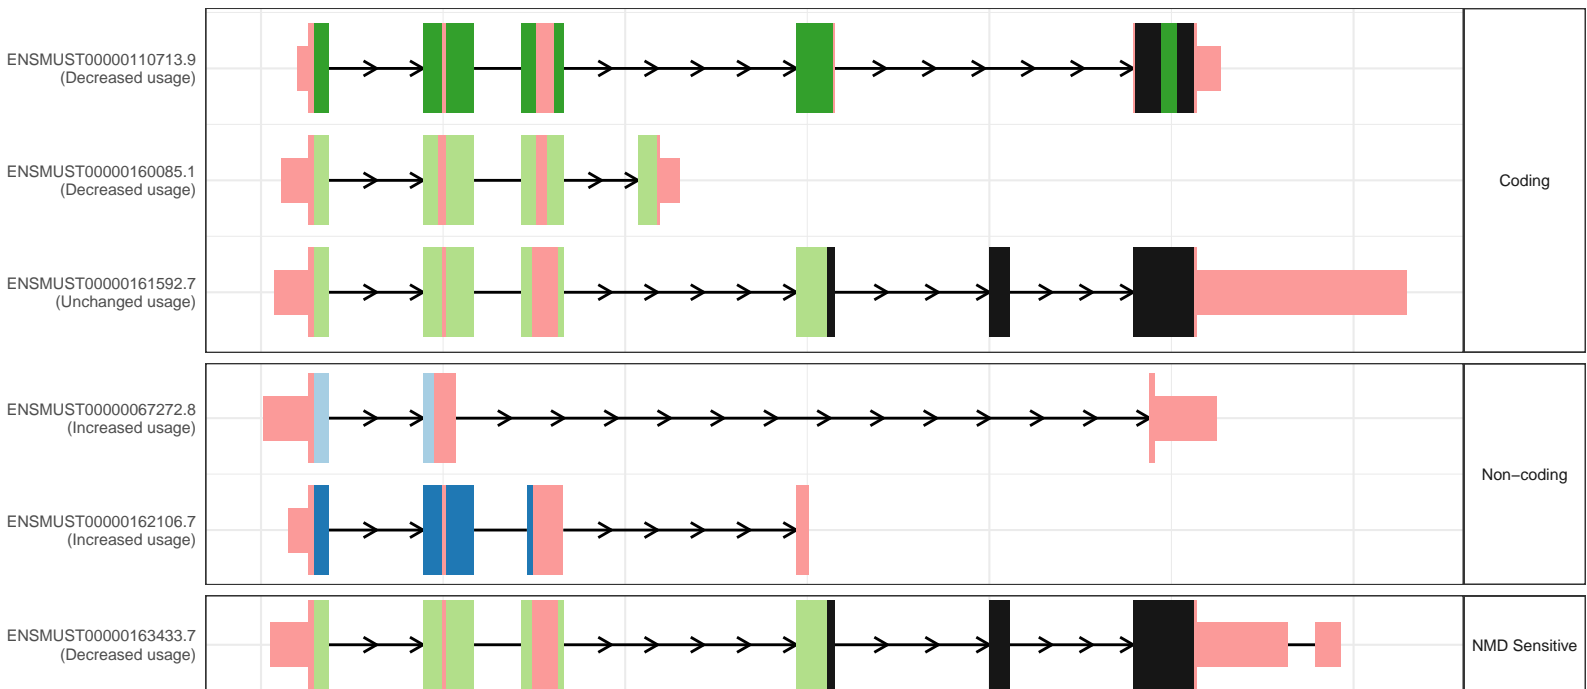 ENSMUST00000110713.9
(Decreased usage)
ENSMUST00000160085.1
(Decreased usage)
ENSMUST00000161592.7
(Unchanged usage)
Coding
ENSMUST00000067272.8
(Increased usage)
ENSMUST00000162106.7
(Increased usage)
Non−coding
ENSMUST00000163433.7
(Decreased usage)
NMD Sensitive